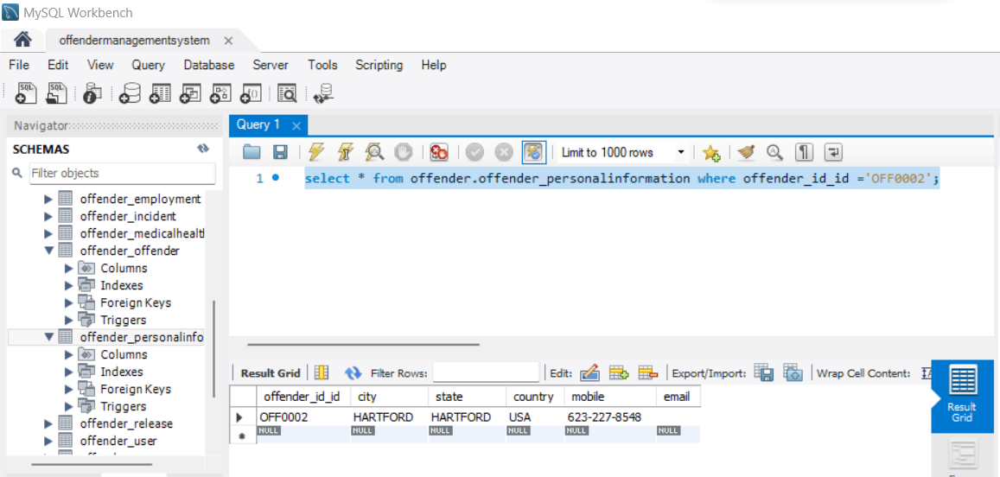 MySQL Workbench
offendermanagementsystem
File Edit View Query Database Server Tools Scripting Help
SQL SQL
Navigator
Query 1
SCHEMAS
Limit to 1000 rows
Filter objects
1 select * from offender.offender_personalinformation where offender_id_id ='OFF0002';
offender_employment
offender_incident
offender_medicalhealtl
offender_offender
Columns
Indexes
Foreign Keys
Triggers
offender_personalinfo
Columns
Indexes
Foreign Keys
Triggers
offender_release
offender_user
Result Grid Filter Rows: Edit: Export/Import: Wrap Cell Content:
offender_id_id city state country mobile email
OFF0002 HARTFORD HARTFORD USA 623-227-8548
NULL NULL NULL NULL NULL NULL
Result
Grid